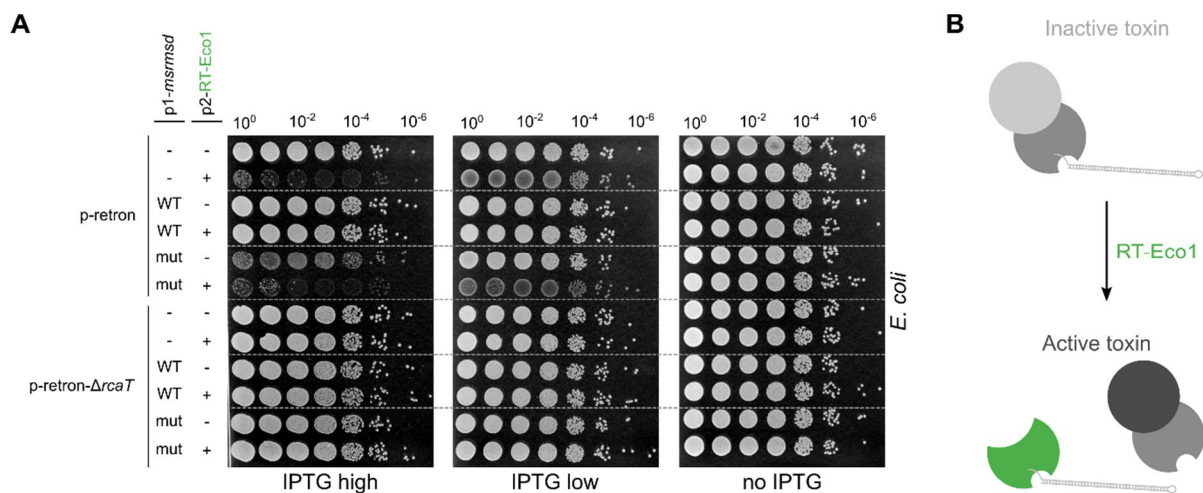 A
p1-msrmsd
p2-RT-Eco1
10⁰ 10⁻² 10⁻⁴ 10⁻⁶
10⁰ 10⁻² 10⁻⁴ 10⁻⁶
10⁰ 10⁻² 10⁻⁴ 10⁻⁶
p-retron
- -
- +
WT -
WT +
mut -
mut +
p-retron-ΔrcaT
- -
- +
WT -
WT +
mut -
mut +
IPTG high
IPTG low
no IPTG
E. coli
B
Inactive toxin
RT-Eco1
Active toxin